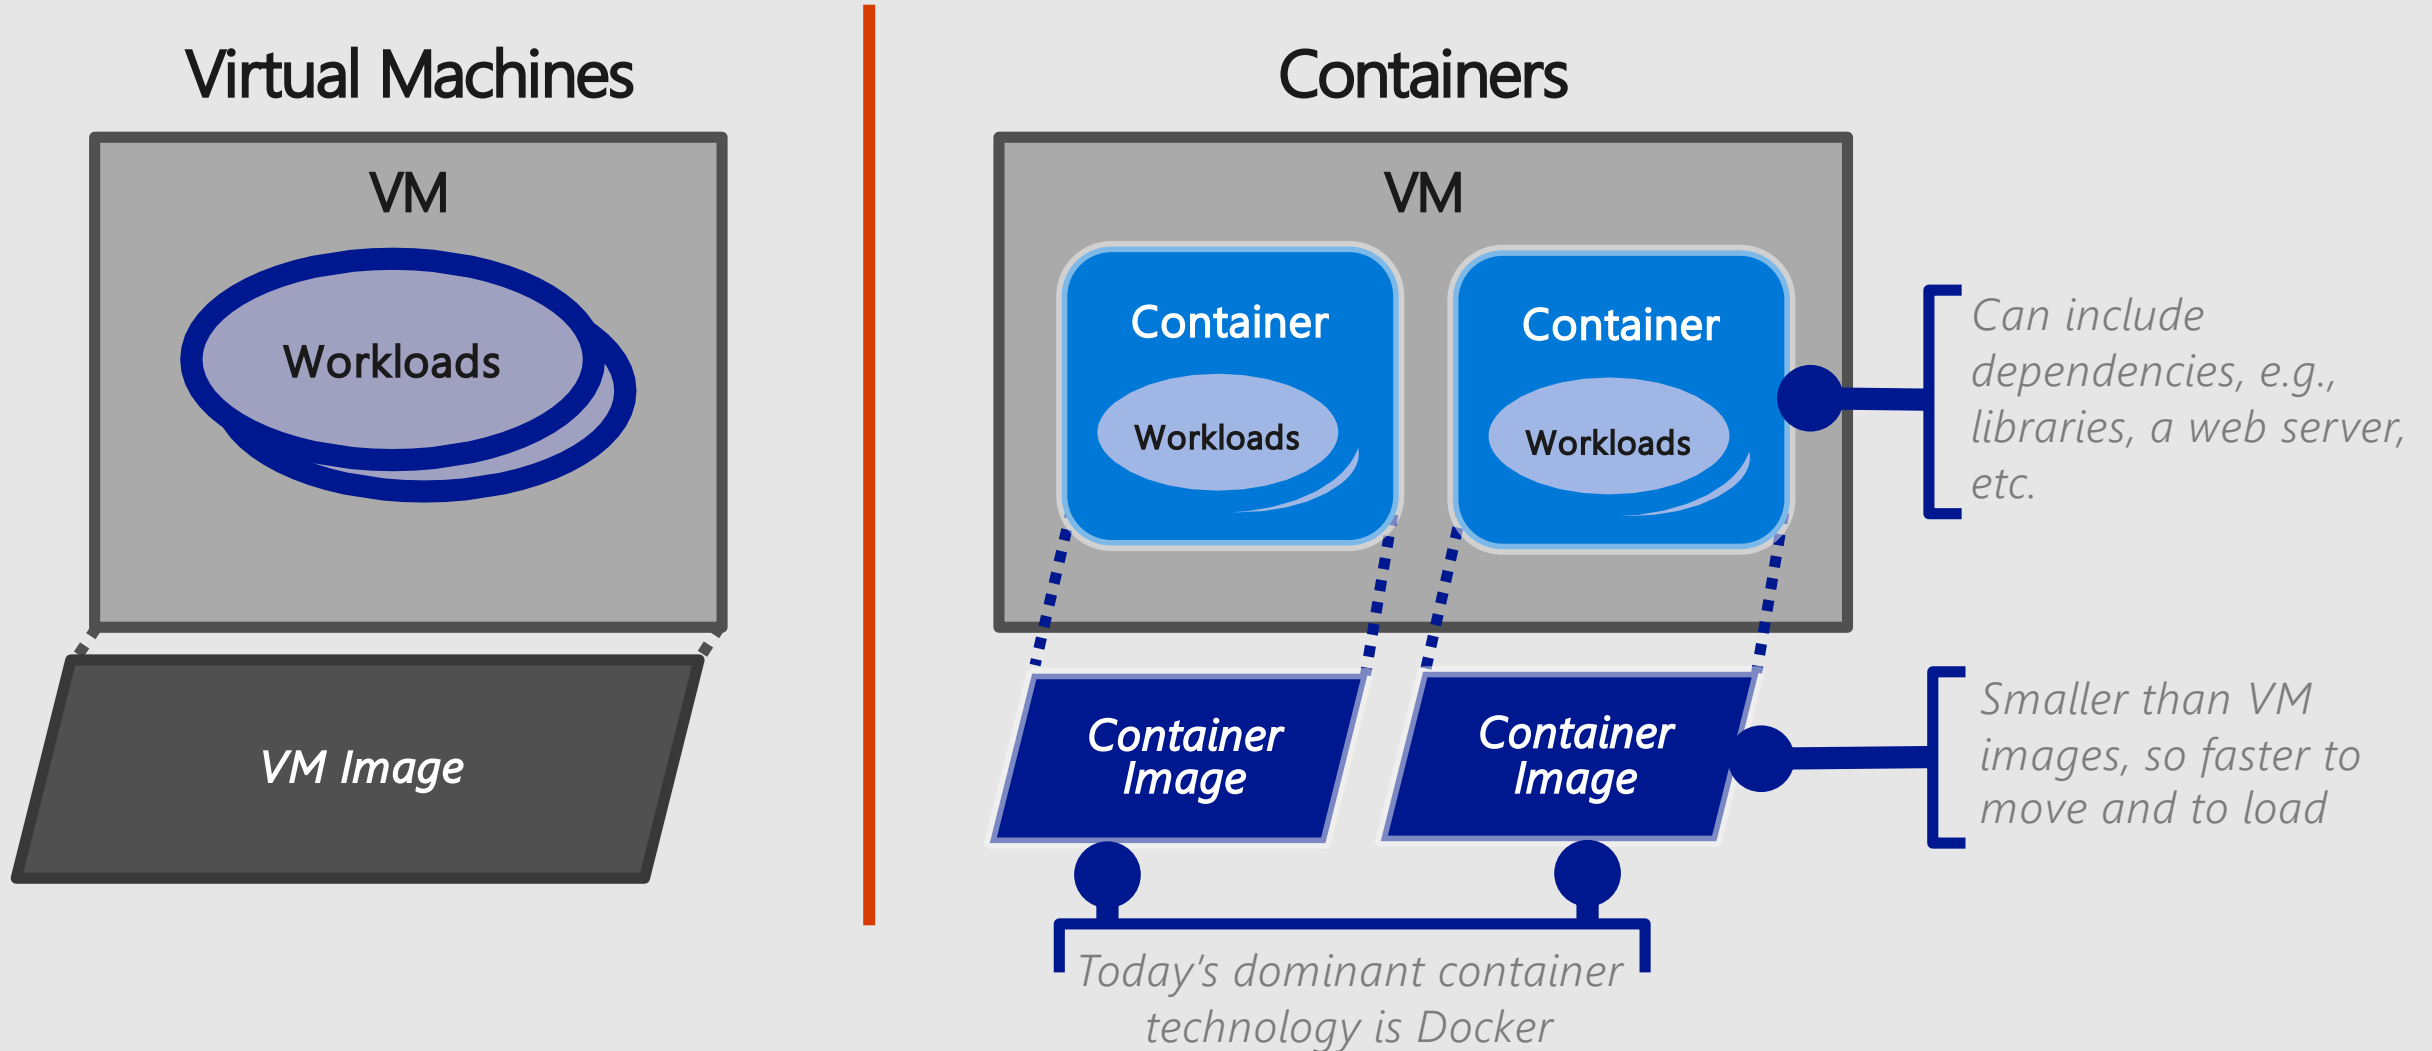 Virtual Machines
VM
Workloads
VM Image
Containers
VM
Container
Workloads
Container
Workloads
Can include
dependencies, e.g.,
libraries, a web server,
etc.
Container
Image
Container
Image
Smaller than VM
images, so faster to
move and to load
Today's dominant container
technology is Docker